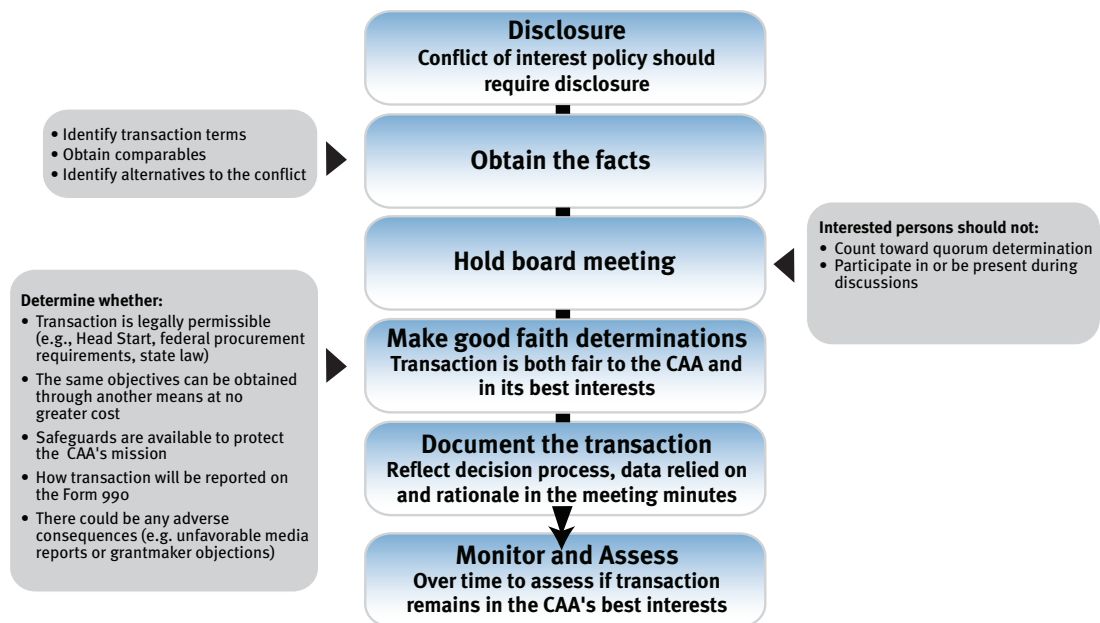 Disclosure
Conflict of interest policy should
require disclosure
• Identify transaction terms
• Obtain comparables
• Identify alternatives to the conflict
Obtain the facts
Hold board meeting
Interested persons should not:
• Count toward quorum determination
• Participate in or be present during
discussions
Determine whether:
• Transaction is legally permissible
(e.g., Head Start, federal procurement
requirements, state law)
• The same objectives can be obtained
through another means at no
greater cost
• Safeguards are available to protect
the CAA's mission
• How transaction will be reported on
the Form 990
• There could be any adverse
consequences (e.g. unfavorable media
reports or grantmaker objections)
Make good faith determinations
Transaction is both fair to the CAA and
in its best interests
Document the transaction
Reflect decision process, data relied on
and rationale in the meeting minutes
Monitor and Assess
Over time to assess if transaction
remains in the CAA's best interests